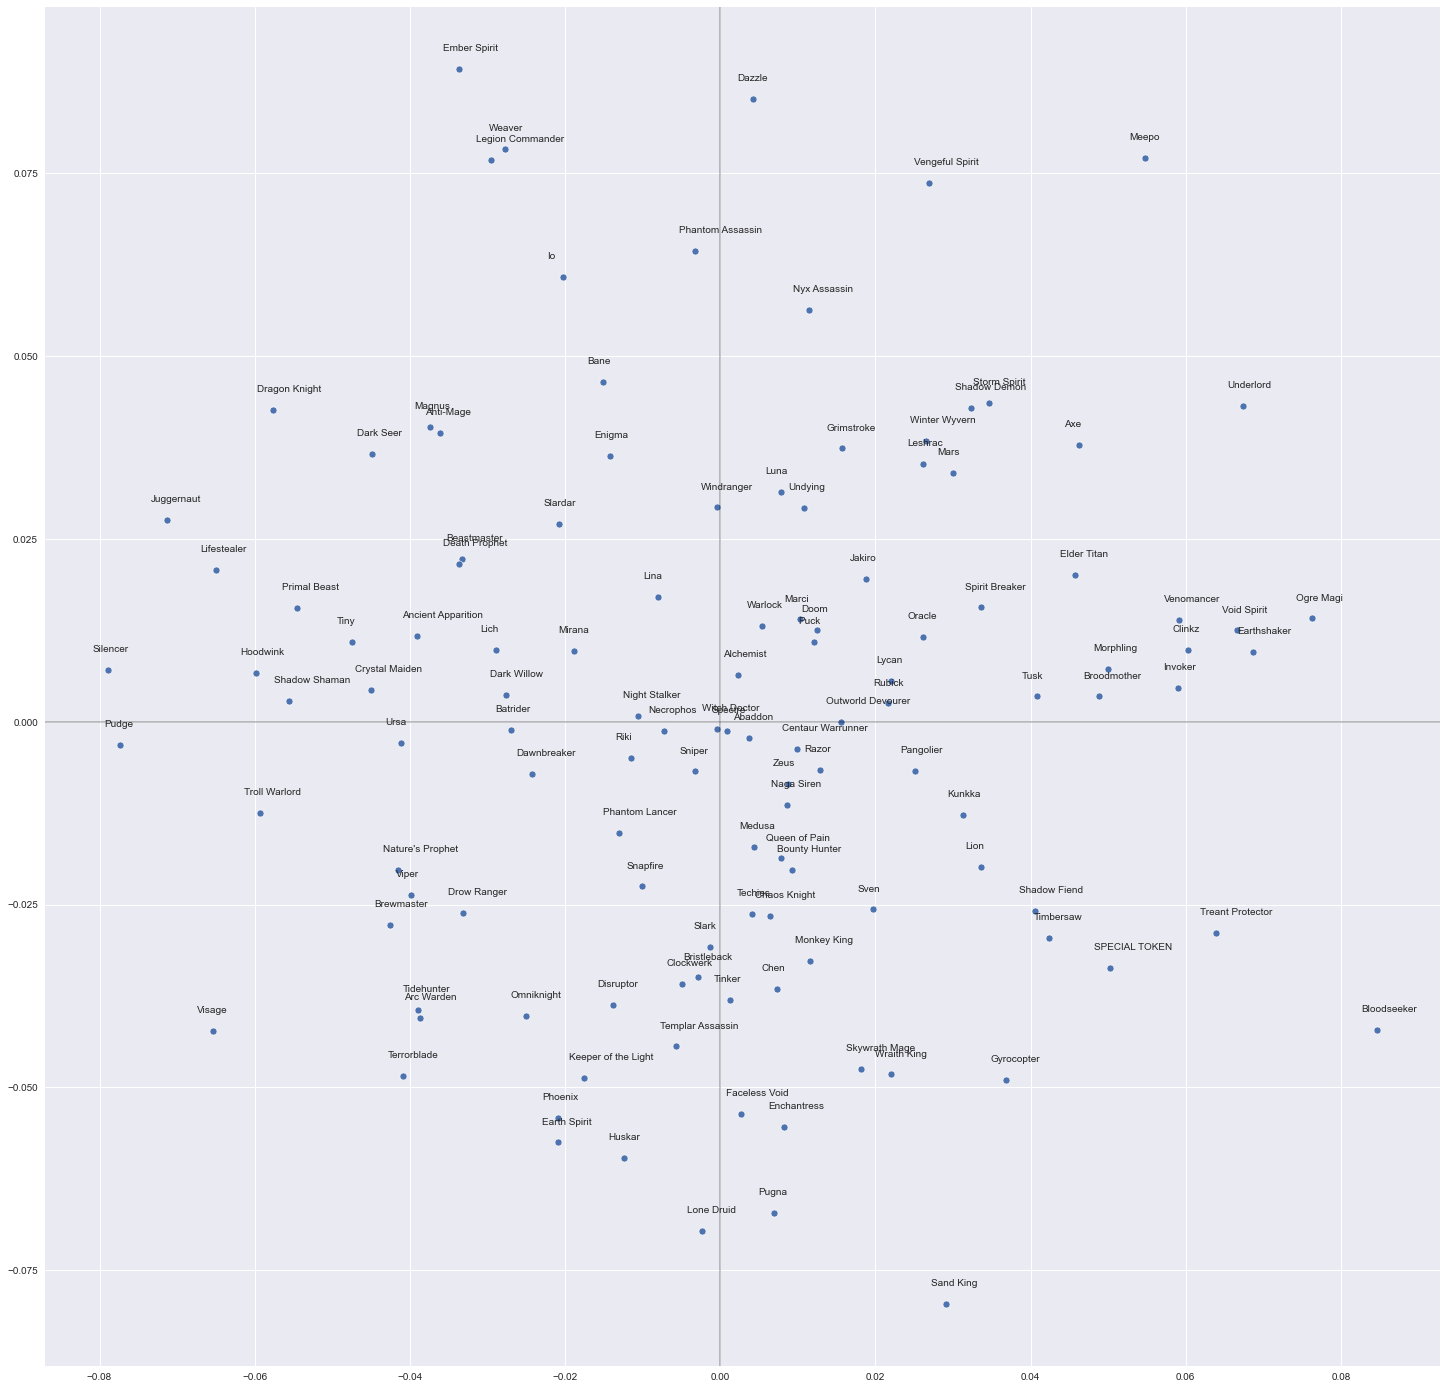 Ember Spirit
Dazzle
Weaver
Legion Commander
Meepo
Vengeful Spirit
0.075
Phantom Assassin
Io
Nyx Assassin
Bane
0.050
Dragon Knight
Storm Spirit
Shadow Demon
Underlord
Magnus
Anti-Mage
Winter Wyvern
Axe
Grimstroke
Dark Seer
Enigma
Leshrac
Mars
Luna
Windranger
Undying
Juggernaut
Slardar
0.025
Beastmaster
Death Prophet
Lifestealer
Elder Titan
Jakiro
Lina
Primal Beast
Spirit Breaker
Marci
Venomancer
Ogre Magi
Warlock
Doom
Void Spirit
Ancient Apparition
Oracle
Tiny
Puck
Lich
Mirana
Clinkz
Earthshaker
Silencer
Hoodwink
Alchemist
Morphling
Lycan
Crystal Maiden
Invoker
Shadow Shaman
Dark Willow
Tusk
Broodmother
Rubick
Night Stalker
Outworld Devourer
Batrider
Necrophos
Witch Doctor
Spectre
Abaddon
0.000
Pudge
Ursa
Centaur Warrunner
Riki
Dawnbreaker
Sniper
Razor
Pangolier
Zeus
Troll Warlord
Naga Siren
Kunkka
Phantom Lancer
Medusa
Queen of Pain
Nature's Prophet
Bounty Hunter
Lion
Snapfire
Viper
Drow Ranger
Techies
Chaos Knight
Sven
Shadow Fiend
−0.025
Brewmaster
Treant Protector
Timbersaw
Slark
Monkey King
SPECIAL TOKEN
Bristleback
Clockwerk
Chen
Tinker
Disruptor
Tidehunter
Arc Warden
Omniknight
Visage
Bloodseeker
Templar Assassin
Skywrath Mage
Wraith King
Terrorblade
Keeper of the Light
Gyrocopter
−0.050
Phoenix
Faceless Void
Enchantress
Earth Spirit
Huskar
Pugna
Lone Druid
−0.075
Sand King
−0.08 −0.06 −0.04 −0.02 0.00 0.02 0.04 0.06 0.08